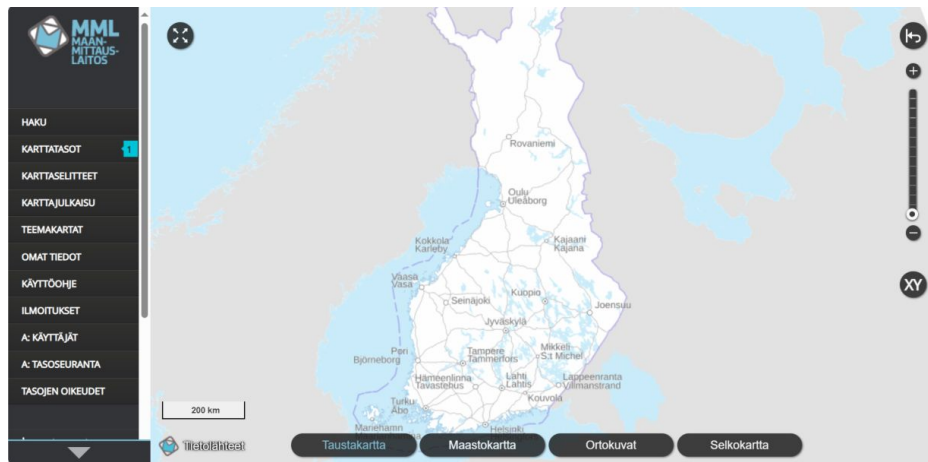 MML
MAAN-
MITTAUS-
LAITOS
HAKU
KARTTATASOT
1
KARTTASELITTEET
KARTTAJULKAISU
TEEMAKARTAT
OMAT TIEDOT
KÄYTTÖOHJE
ILMOITUKSET
A: KÄYTTÄJÄT
A: TASOSEURANTA
TASOJEN OIKEUDET
Rovaniemi
Oulu
Uleåborg
Kokkola
Karleby
Kajaani
Kajana
Vaasa
Vasa
Seinäjoki
Kuopio
Joensuu
Jyväskylä
Pori
Björneborg
Tampere
Tammerfors
Mikkeli
S:t Michel
Hämeenlinna
Tavastehus
Lahti
Lahtis
Lappeenranta
Villmanstrand
Kouvola
Turku
Åbo
Helsinki
Mariehamn
XY
200 km
Tietolähteet
Taustakartta
Maastokartta
Ortokuvat
Selkokartta